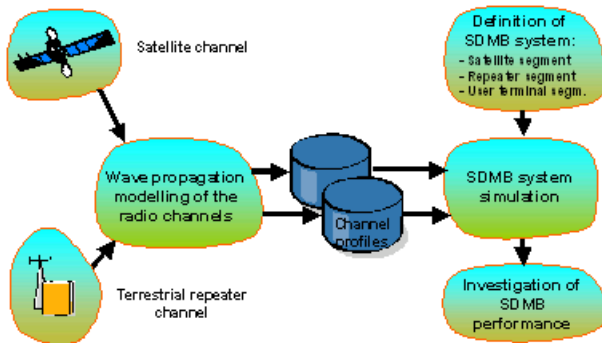 Satellite channel
Definition of
SDMB system:
- Satellite segment
- Repeater segment
- User terminal segm.
Wave propagation
modelling of the
radio channels
Channel
profiles
SDMB system
simulation
Terrestrial repeater
channel
Investigation of
SDMB
performance